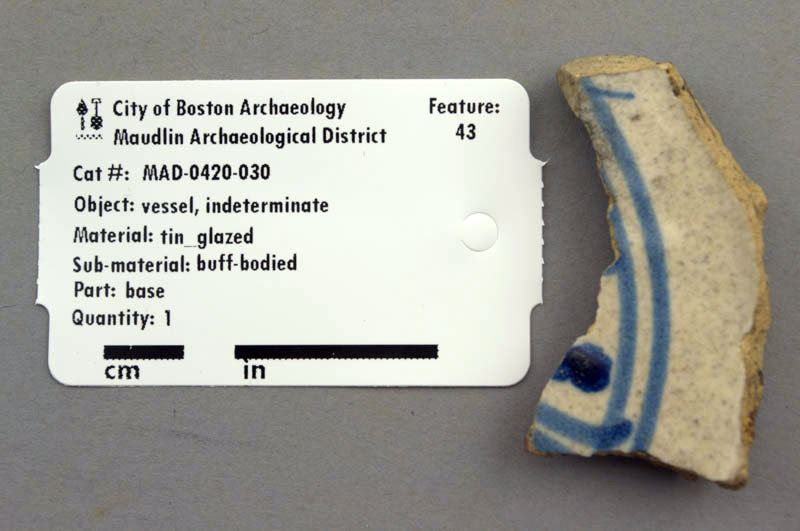 City of Boston Archaeology
Maudlin Archaeological District
Feature:
43
Cat #: MAD-0420-030
Object: vessel, indeterminate
Material: tin_glazed
Sub-material: buff-bodied
Part: base
Quantity: 1
cm in